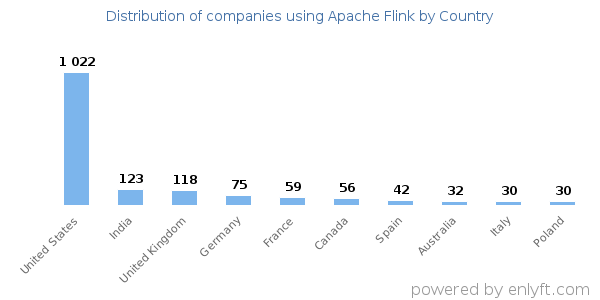 Distribution of companies using Apache Flink by Country
1 022
123
118
75
59
56
42
32
30
30
United States
India
United Kingdom
Germany
France
Canada
Spain
Australia
Italy
Poland
powered by enlyft.com